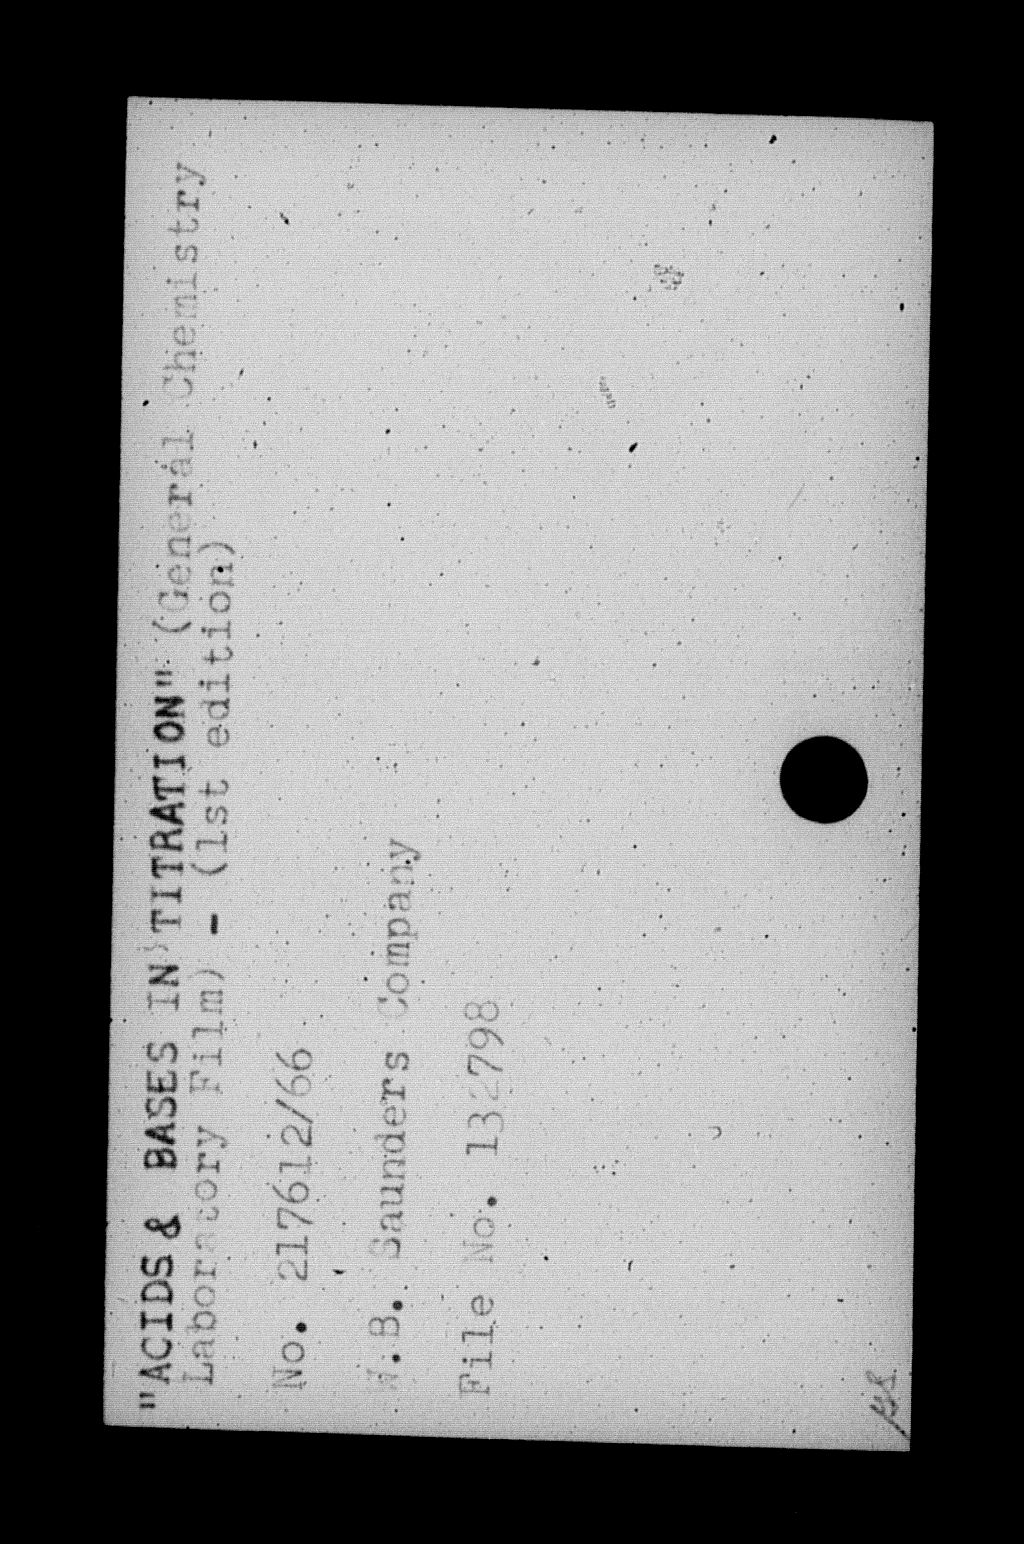 "ACIDS & BASES IN TITRATION" (General Chemistry
Laboratory Film) - (1st edition)
No. 217612/66
W.B. Saunders Company
File No. 132798